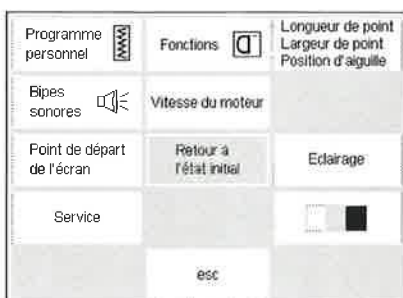 Programme
personnel
Fonctions
Longueur de point
Largeur de point
Position d'aiguille
Bipes
sonores
Vitesse du moteur
Point de départ
de l'écran
Retour à
l'état initial
Eclairage
Service
esc